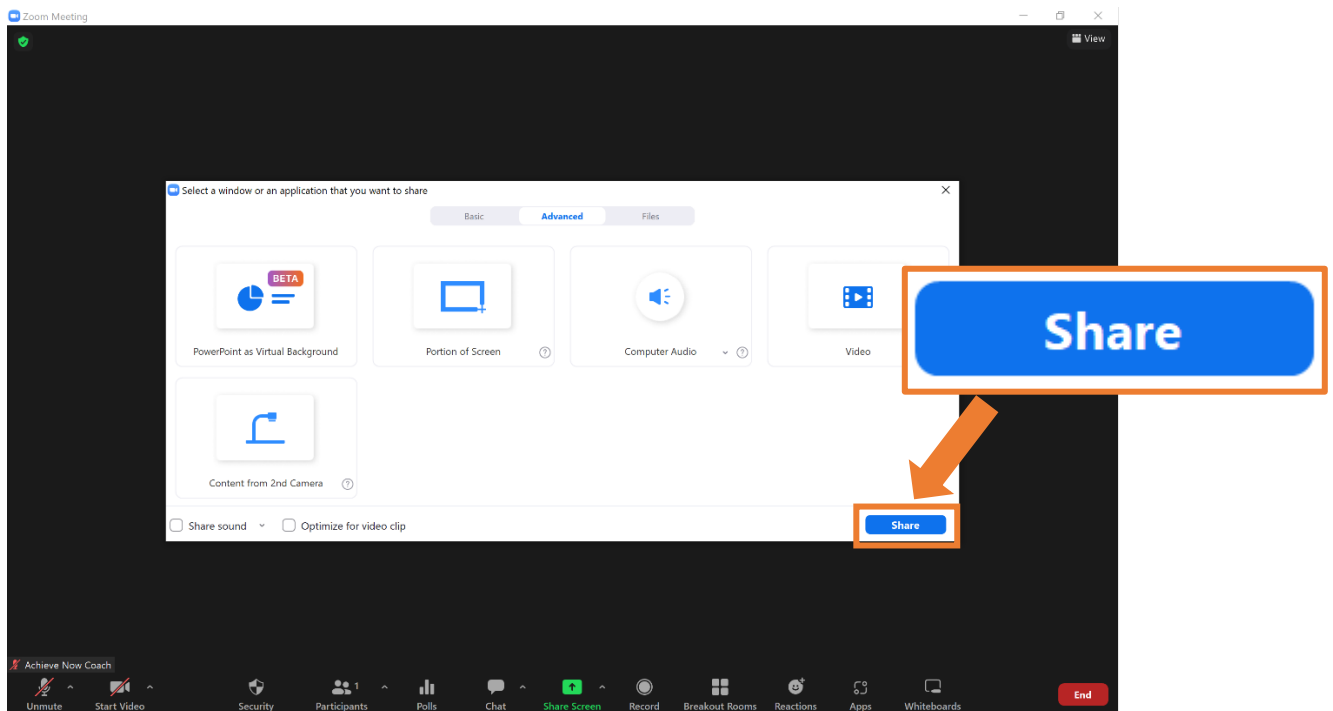 Zoom Meeting
View
Select a window or an application that you want to share
Basic Advanced Files
BETA
PowerPoint as Virtual Background
Portion of Screen
Computer Audio
Video
Share
Content from 2nd Camera
Share sound
Optimize for video clip
Share
Achieve Now Coach
1
Unmute
Start Video
Security
Participants
Polls
Chat
Share Screen
Record
Breakout Rooms
Reactions
Apps
Whiteboards
End